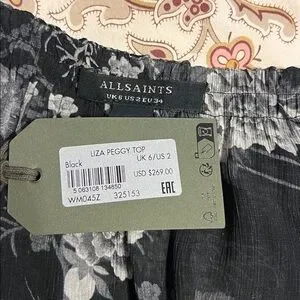 ALLSAINTS
UK 6 US 2 EU 34
LIZA PEGGY TOP
Black
UK 6/US 2
5 063108 134650
USD $269.00
WM045Z
325153
EAC